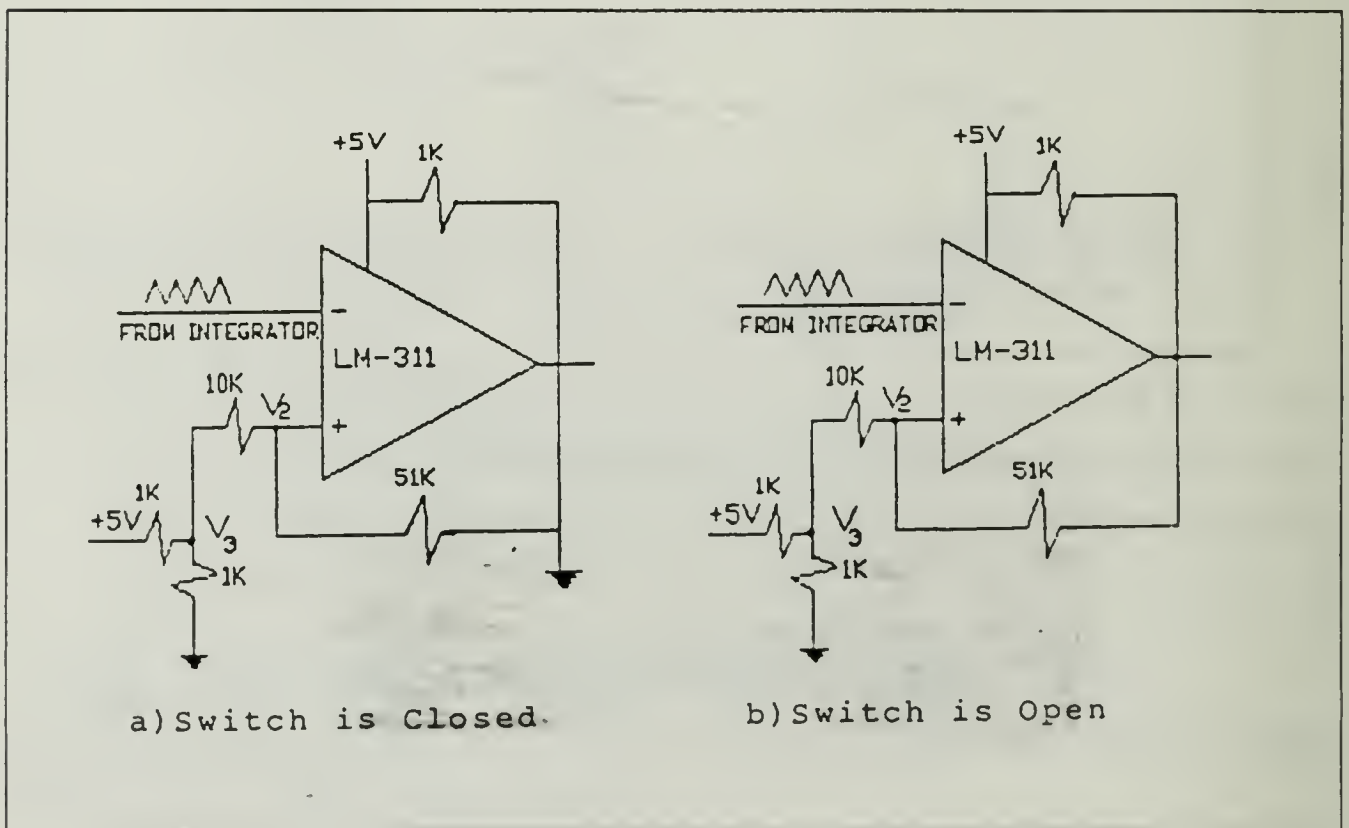 +5V
1K
FROM INTEGRATOR
-
LM-311
10K
V2
+
51K
1K
+5V
V3
1K
a)Switch is Closed
+5V
1K
FROM INTEGRATOR
-
LM-311
10K
V2
+
51K
1K
+5V
V3
1K
b)Switch is Open